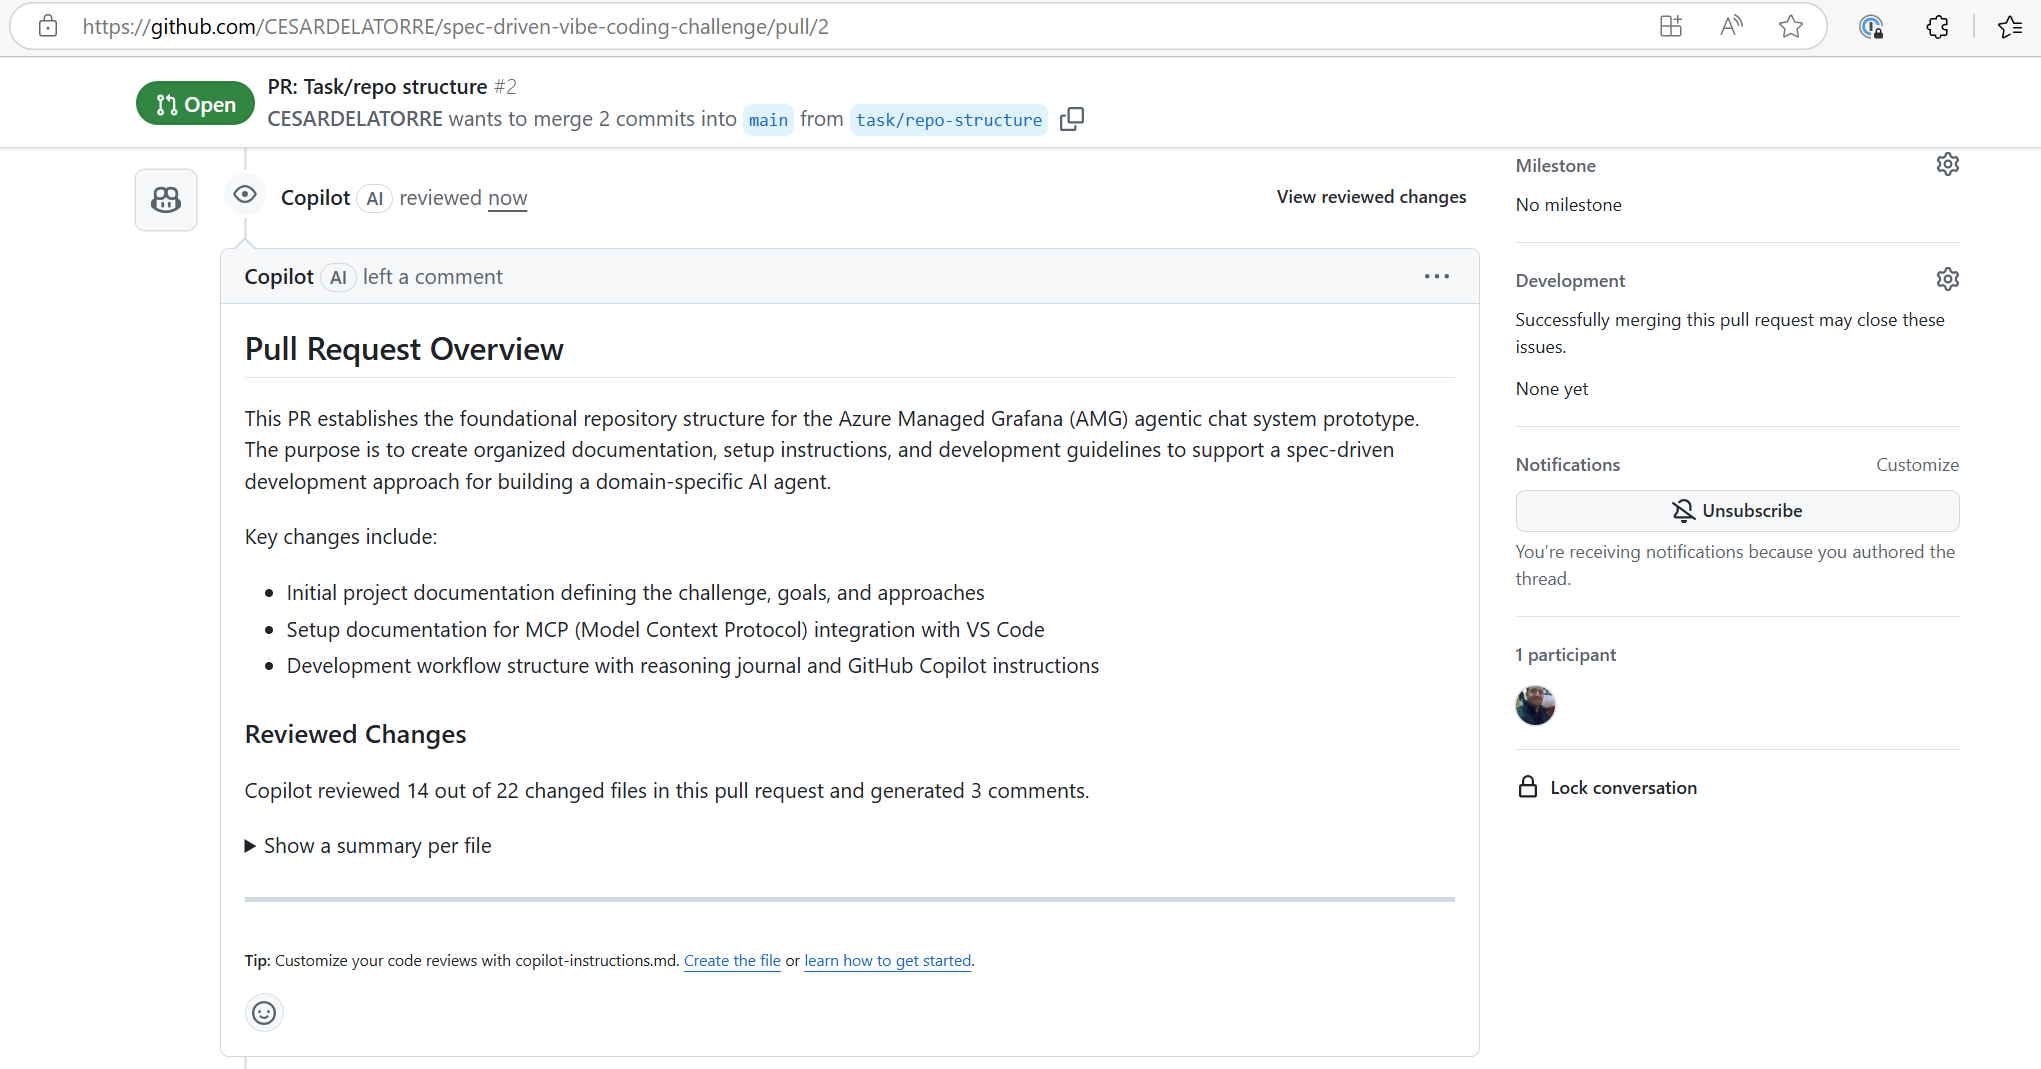 https://github.com/CESARDELATORRE/spec-driven-vibe-coding-challenge/pull/2
Open
PR: Task/repo structure #2
CESARDELATORRE wants to merge 2 commits into main from task/repo-structure
Copilot AI reviewed now
View reviewed changes
Copilot AI left a comment
Pull Request Overview
This PR establishes the foundational repository structure for the Azure Managed Grafana (AMG) agentic chat system prototype.
The purpose is to create organized documentation, setup instructions, and development guidelines to support a spec-driven
development approach for building a domain-specific AI agent.
Key changes include:
Initial project documentation defining the challenge, goals, and approaches
Setup documentation for MCP (Model Context Protocol) integration with VS Code
Development workflow structure with reasoning journal and GitHub Copilot instructions
Reviewed Changes
Copilot reviewed 14 out of 22 changed files in this pull request and generated 3 comments.
Show a summary per file
Tip: Customize your code reviews with copilot-instructions.md. Create the file or learn how to get started.
Milestone
No milestone
Development
Successfully merging this pull request may close these
issues.
None yet
Notifications
Customize
Unsubscribe
You're receiving notifications because you authored the
thread.
1 participant
Lock conversation